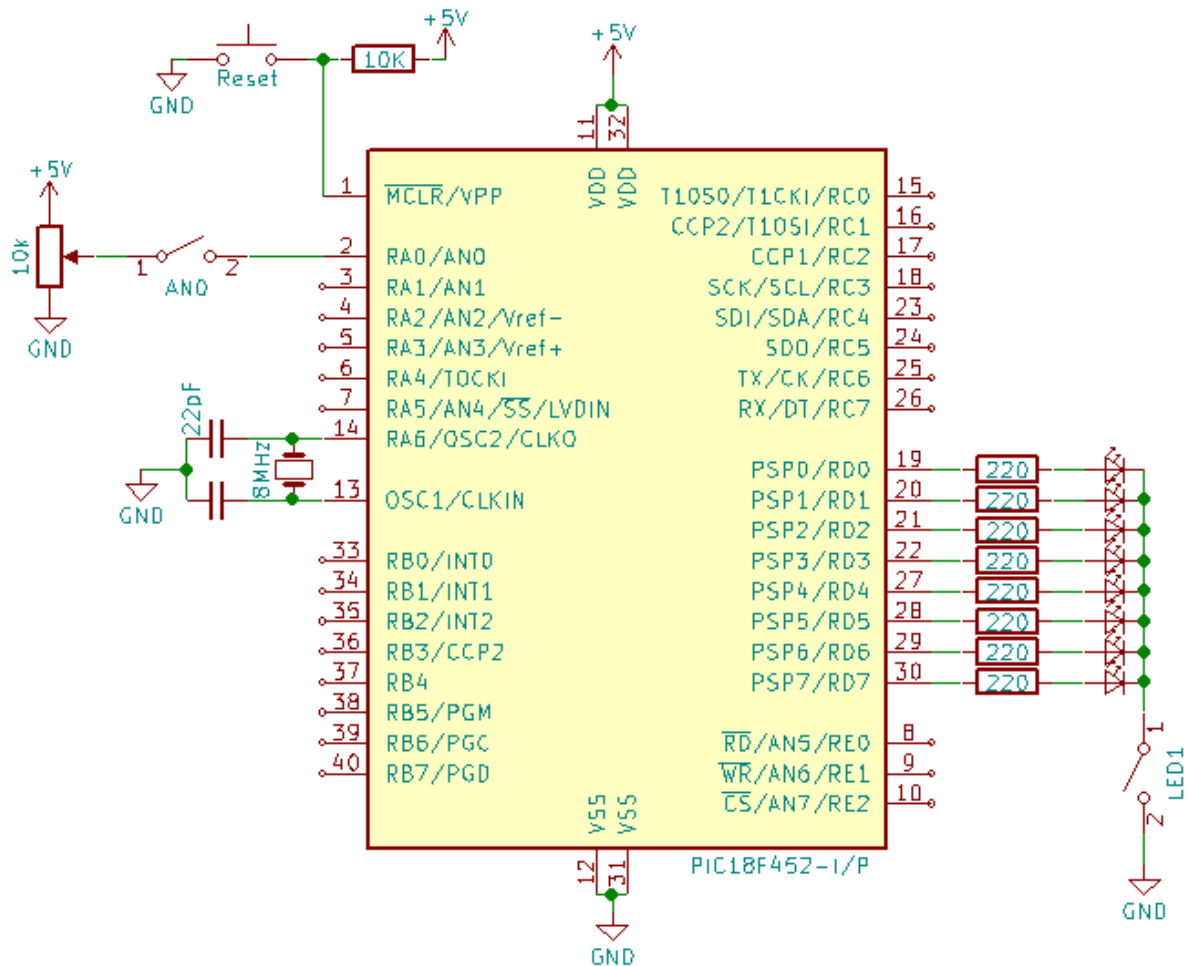 +5V
10K
Reset
GND
+5V
11
32
VDD
VDD
+5V
10K
GND
1 2
AN0
1 MCLR/VPP
2 RA0/AN0
3 RA1/AN1
4 RA2/AN2/Vref-
5 RA3/AN3/Vref+
6 RA4/TOCKI
7 RA5/AN4/SS/LVDIN
14 RA6/OSC2/CLKO
13 OSC1/CLKIN
22pF
8MHz
GND
33 RB0/INT0
34 RB1/INT1
35 RB2/INT2
36 RB3/CCP2
37 RB4
38 RB5/PGM
39 RB6/PGC
40 RB7/PGD
T1OSO/T1CKI/RC0 15
CCP2/T1OSI/RC1 16
CCP1/RC2 17
SCK/SCL/RC3 18
SDI/SDA/RC4 23
SDO/RC5 24
TX/CK/RC6 25
RX/DT/RC7 26
PSP0/RD0 19 220
PSP1/RD1 20 220
PSP2/RD2 21 220
PSP3/RD3 22 220
PSP4/RD4 27 220
PSP5/RD5 28 220
PSP6/RD6 29 220
PSP7/RD7 30 220
RD/AN5/RE0 8
WR/AN6/RE1 9
CS/AN7/RE2 10
1
LED1
2
GND
VSS
VSS
12
31
GND
PIC18F452-I/P